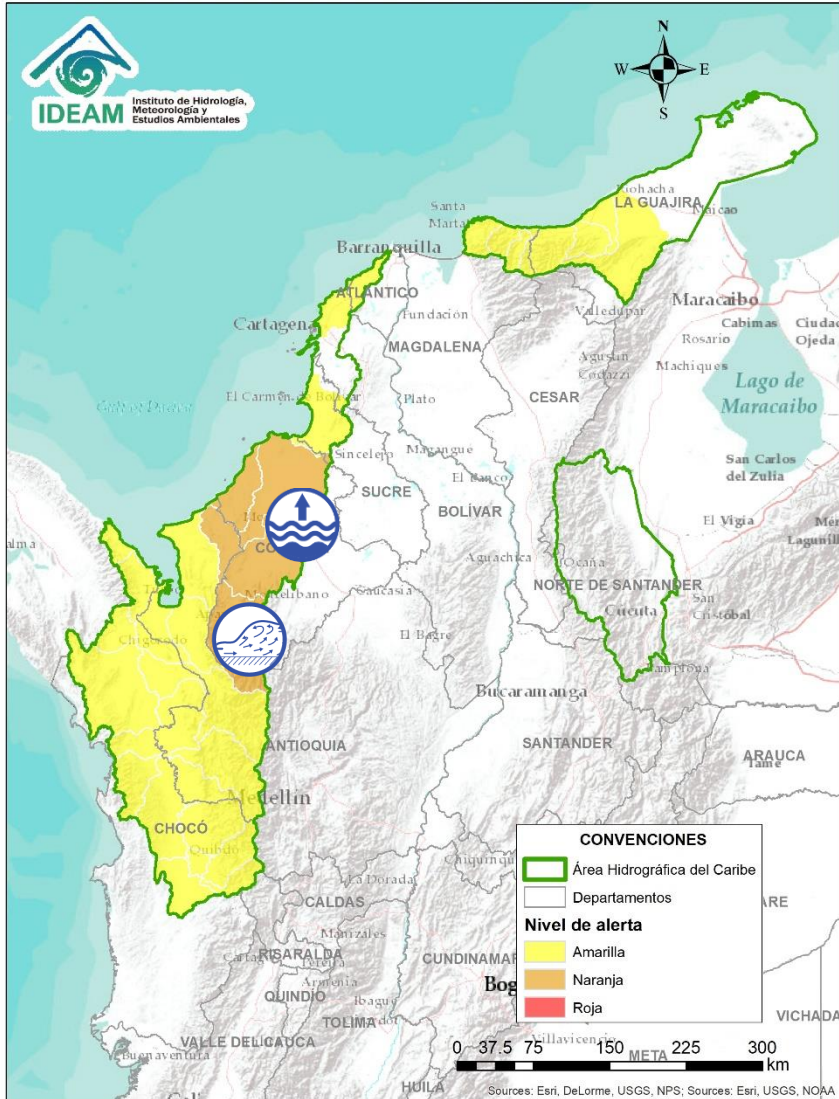 IDEAM
Instituto de Hidrología,
Meteorología y
Estudios Ambientales
N
W
E
S
Santa
Marta
LA GUAJIRA
Maicao
Barranquilla
ATLÁNTICO
Cartagena
Fundación
Valledupar
Maracaibo
Cabimas
Ciudad
Ojeda
Rosario
MAGDALENA
Agustín
Codazzi
Machiques
CESAR
Lago de
Maracaibo
El Carmen de Bolívar
Plato
Sincelejo
Magangue
San Carlos
del Zulia
SUCRE
El Banco
BOLÍVAR
El Vigía
Aguachica
Ocaña
NORTE DE SANTANDER
Cucuta
San
Cristóbal
Caucasia
El Bagre
Chigorodó
Pamplona
Bucaramanga
ANTIOQUIA
SANTANDER
ARAUCA
Tame
Medellín
CHOCÓ
Quibdó
La Dorada
CALDAS
Manizales
RISARALDA
Pereira
Armenia
QUINDÍO
Ibagué
TOLIMA
VALLE DEL CAUCA
Buenaventura
HUILA
Villavicencio
META
VICHADA
CONVENCIONES
Área Hidrográfica del Caribe
Departamentos
Nivel de alerta
Amarilla
Naranja
Roja
0 37.5 75 150 225 300
km
Sources: Esri, DeLorme, USGS, NPS; Sources: Esri, USGS, NOAA